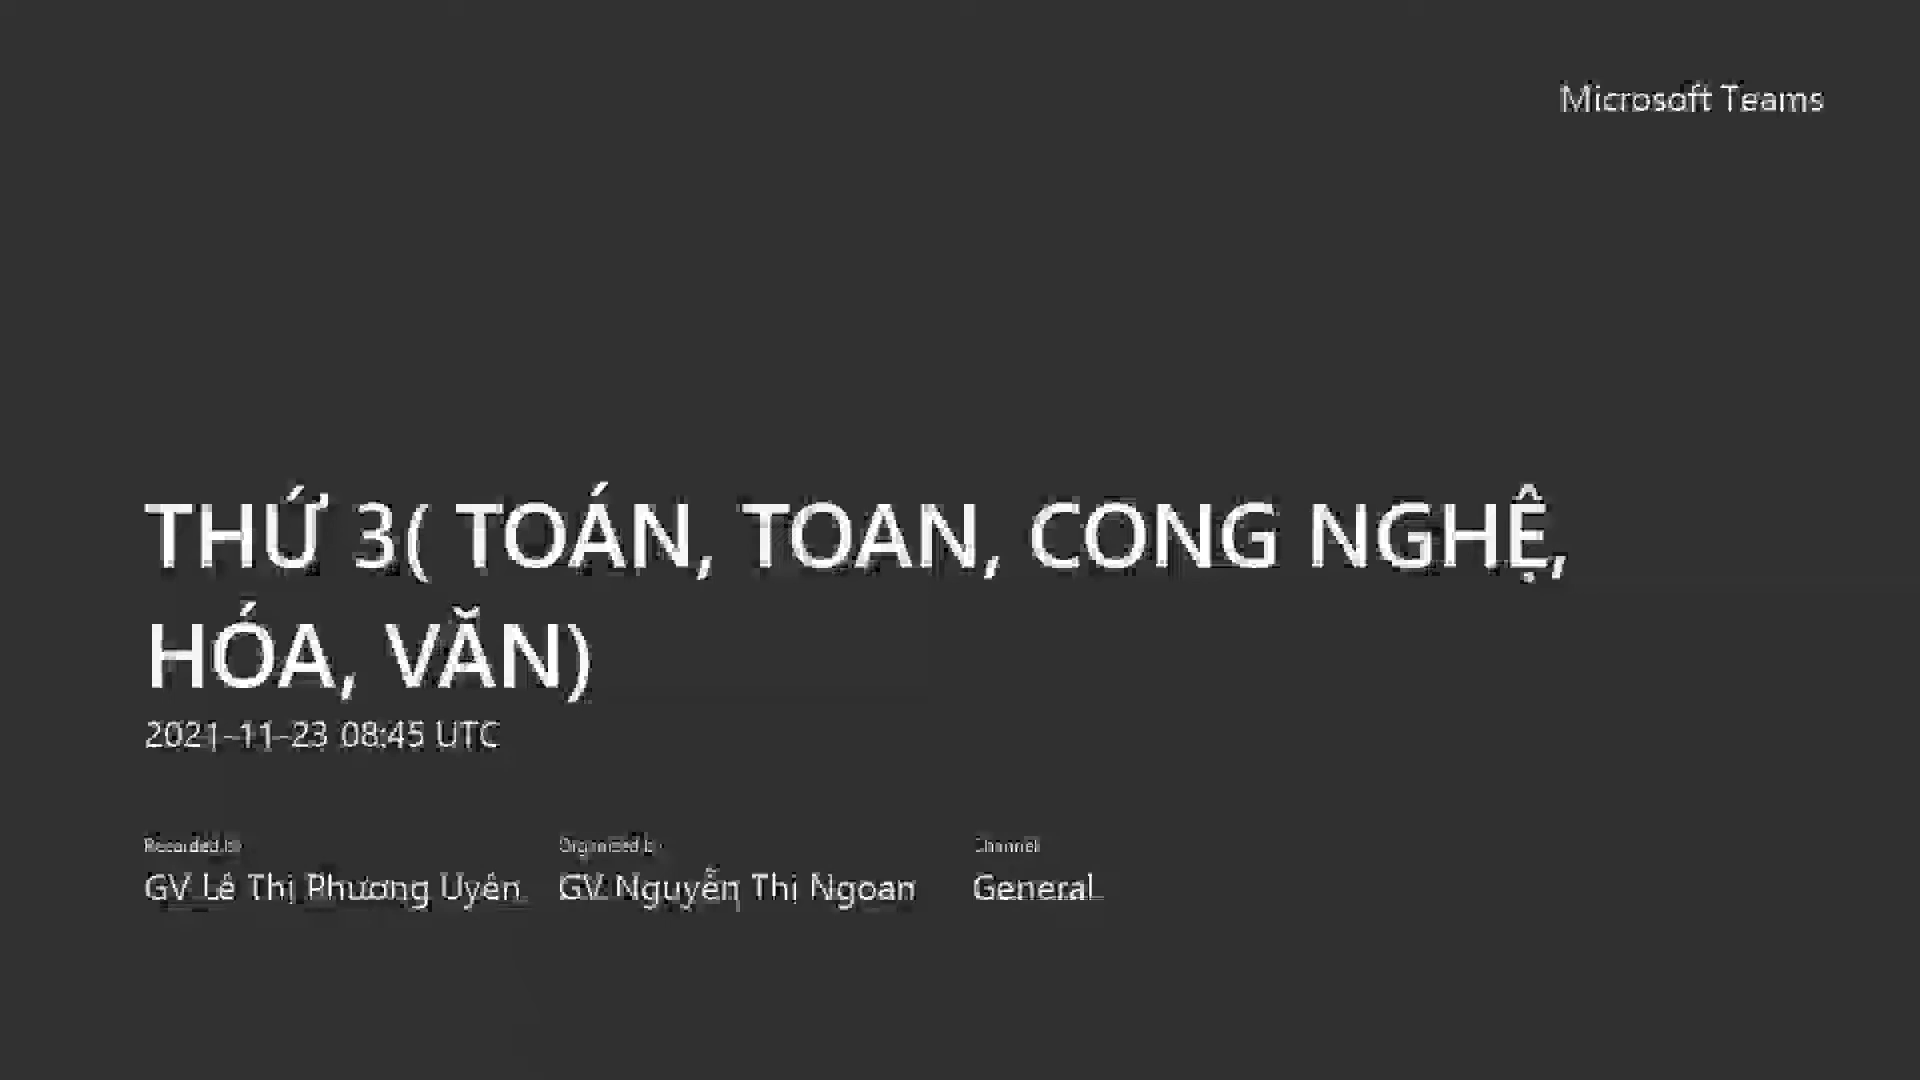 Microsoft Teams
THỨ 3( TOÁN, TOAN, CONG NGHỆ,
HÓA, VĂN)
2021-11-23 08:45 UTC
Recorded by Organized by Channel
GV Lê Thị Phương Uyên GV Nguyễn Thị Ngoan General